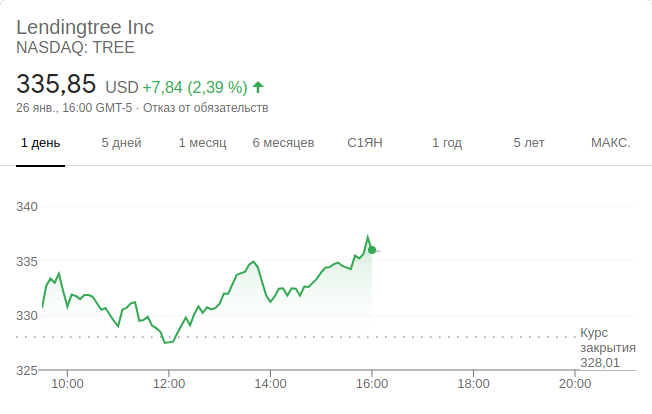 Lendingtree Inc
NASDAQ: TREE
335,85 USD +7,84 (2,39 %)
26 янв., 16:00 GMT-5 · Отказ от обязательств
1 день 5 дней 1 месяц 6 месяцев С1ЯН 1 год 5 лет МАКС.
340
335
330
325
Курс
закрытия
328,01
10:00 12:00 14:00 16:00 18:00 20:00